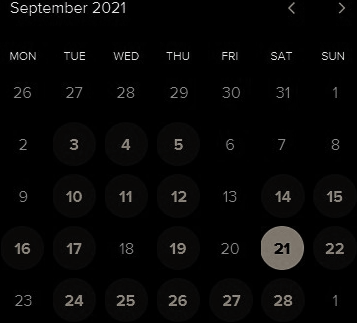 September 2021 < >
MON TUE WED THU FRI SAT SUN
26 27 28 29 30 31 1
2 3 4 5 6 7 8
9 10 11 12 13 14 15
16 17 18 19 20 21 22
23 24 25 26 27 28 1